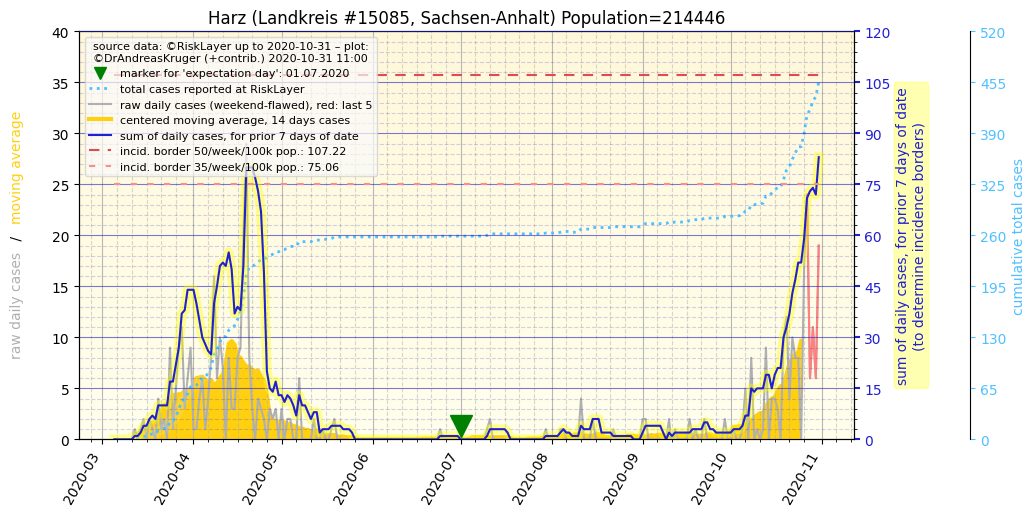 Harz (Landkreis #15085, Sachsen-Anhalt) Population=214446
source data: ©RiskLayer up to 2020-10-31 – plot:
©DrAndreasKruger (+contrib.) 2020-10-31 11:00
marker for 'expectation day': 01.07.2020
total cases reported at RiskLayer
raw daily cases (weekend-flawed), red: last 5
centered moving average, 14 days cases
sum of daily cases, for prior 7 days of date
incid. border 50/week/100k pop.: 107.22
incid. border 35/week/100k pop.: 75.06
raw daily cases / moving average
40
35
30
25
20
15
10
5
0
120
105
90
75
60
45
30
15
0
sum of daily cases, for prior 7 days of date
(to determine incidence borders)
520
455
390
325
260
195
130
65
0
cumulative total cases
2020-03
2020-04
2020-05
2020-06
2020-07
2020-08
2020-09
2020-10
2020-11